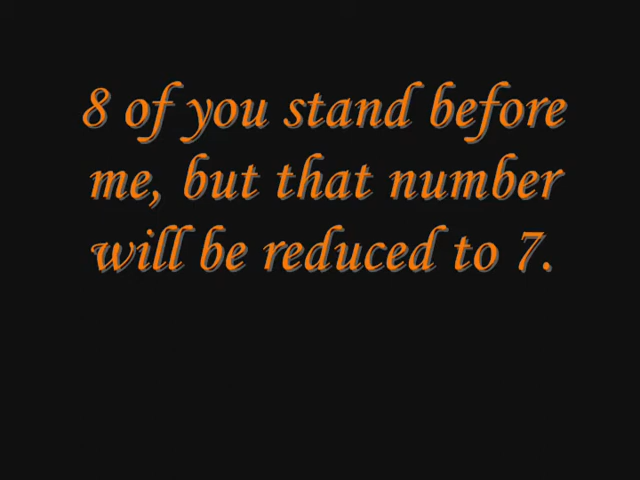 8 of you stand before
me, but that number
will be reduced to 7.